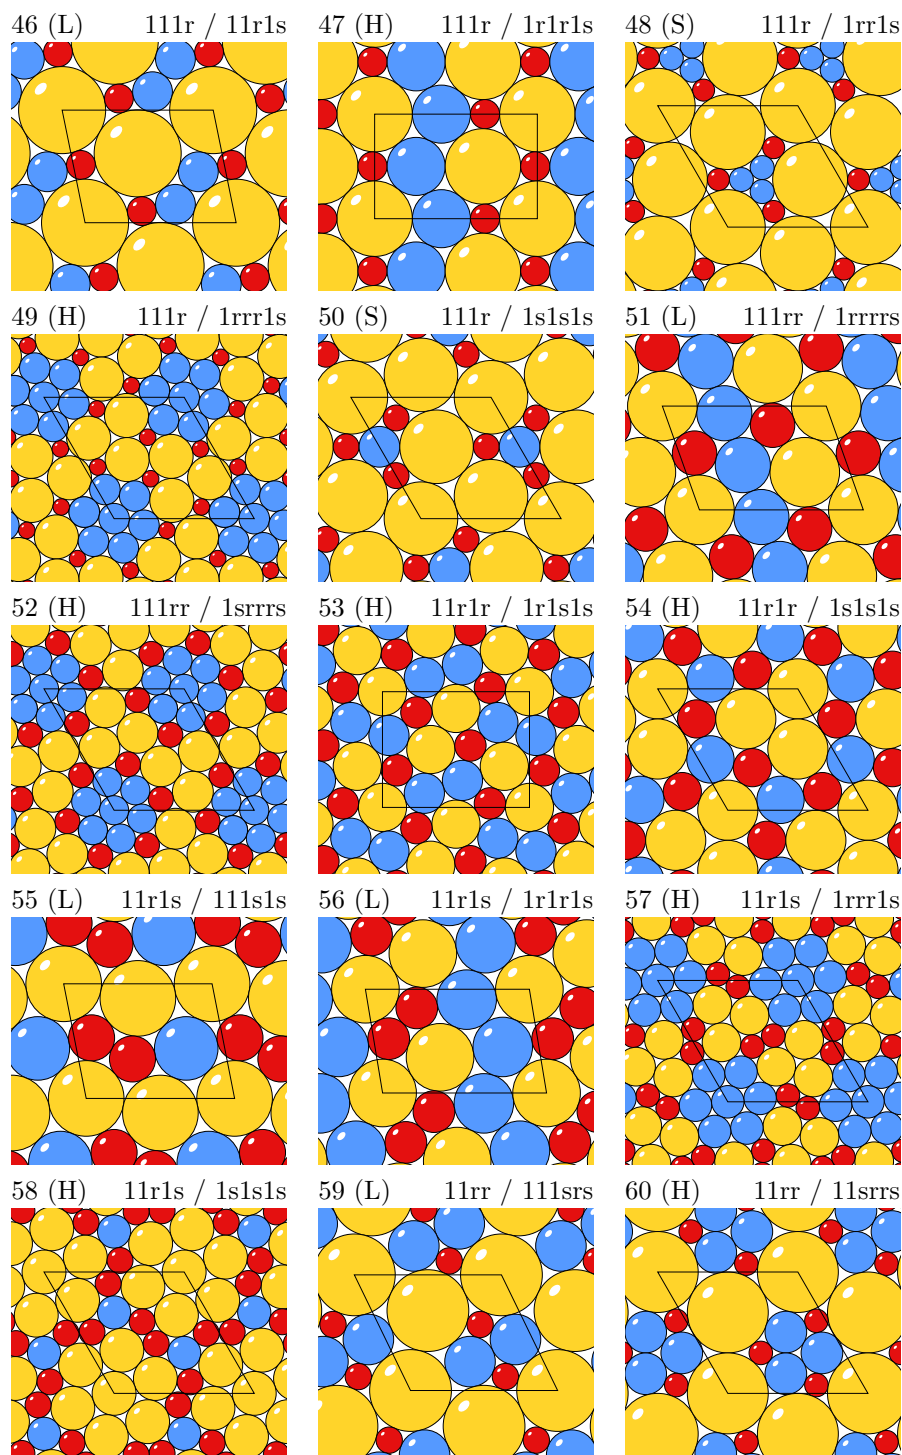 46 (L) 111r / 11r1s
47 (H) 111r / 1r1r1s
48 (S) 111r / 1rr1s
49 (H) 111r / 1rrr1s
50 (S) 111r / 1s1s1s
51 (L) 111rr / 1rrrrs
52 (H) 111rr / 1srrrs
53 (H) 11r1r / 1r1s1s
54 (H) 11r1r / 1s1s1s
55 (L) 11r1s / 111s1s
56 (L) 11r1s / 1r1r1s
57 (H) 11r1s / 1rrr1s
58 (H) 11r1s / 1s1s1s
59 (L) 11rr / 111srs
60 (H) 11rr / 11srrs